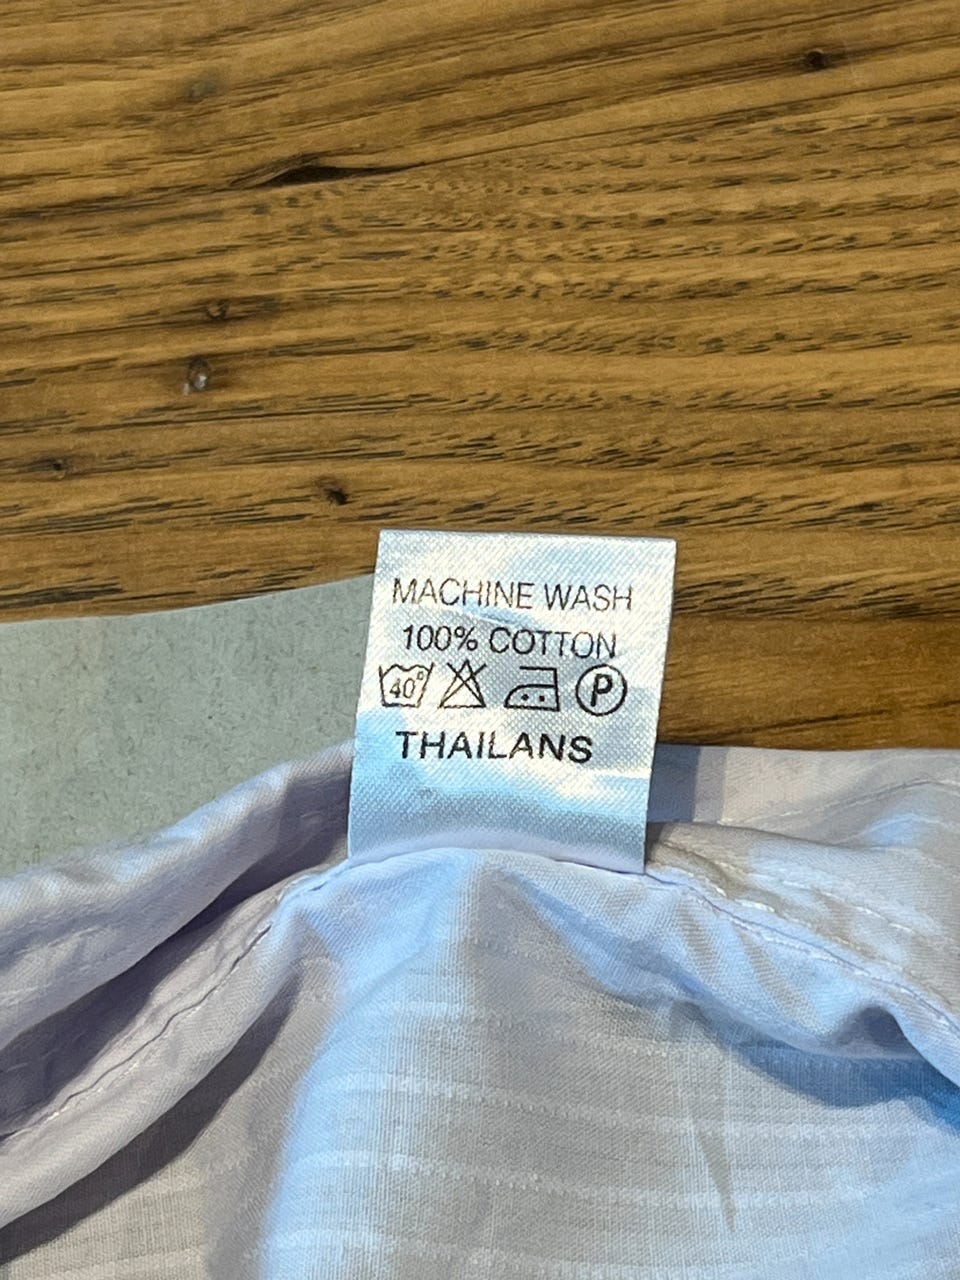 MACHINE WASH
100% COTTON
40° P
THAILANS